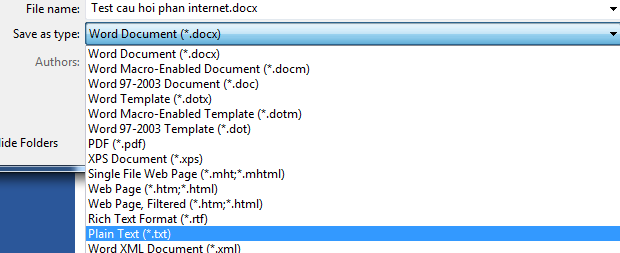 File name: Test cau hoi phan internet.docx
Save as type: Word Document (*.docx)
Word Document (*.docx)
Authors: Word Macro-Enabled Document (*.docm)
Word 97-2003 Document (*.doc)
Word Template (*.dotx)
Word Macro-Enabled Template (*.dotm)
Word 97-2003 Template (*.dot)
lide Folders PDF (*.pdf)
XPS Document (*.xps)
Single File Web Page (*.mht;*.mhtml)
Web Page (*.htm;*.html)
Web Page, Filtered (*.htm;*.html)
Rich Text Format (*.rtf)
Plain Text (*.txt)
Word XML Document (*.xml)